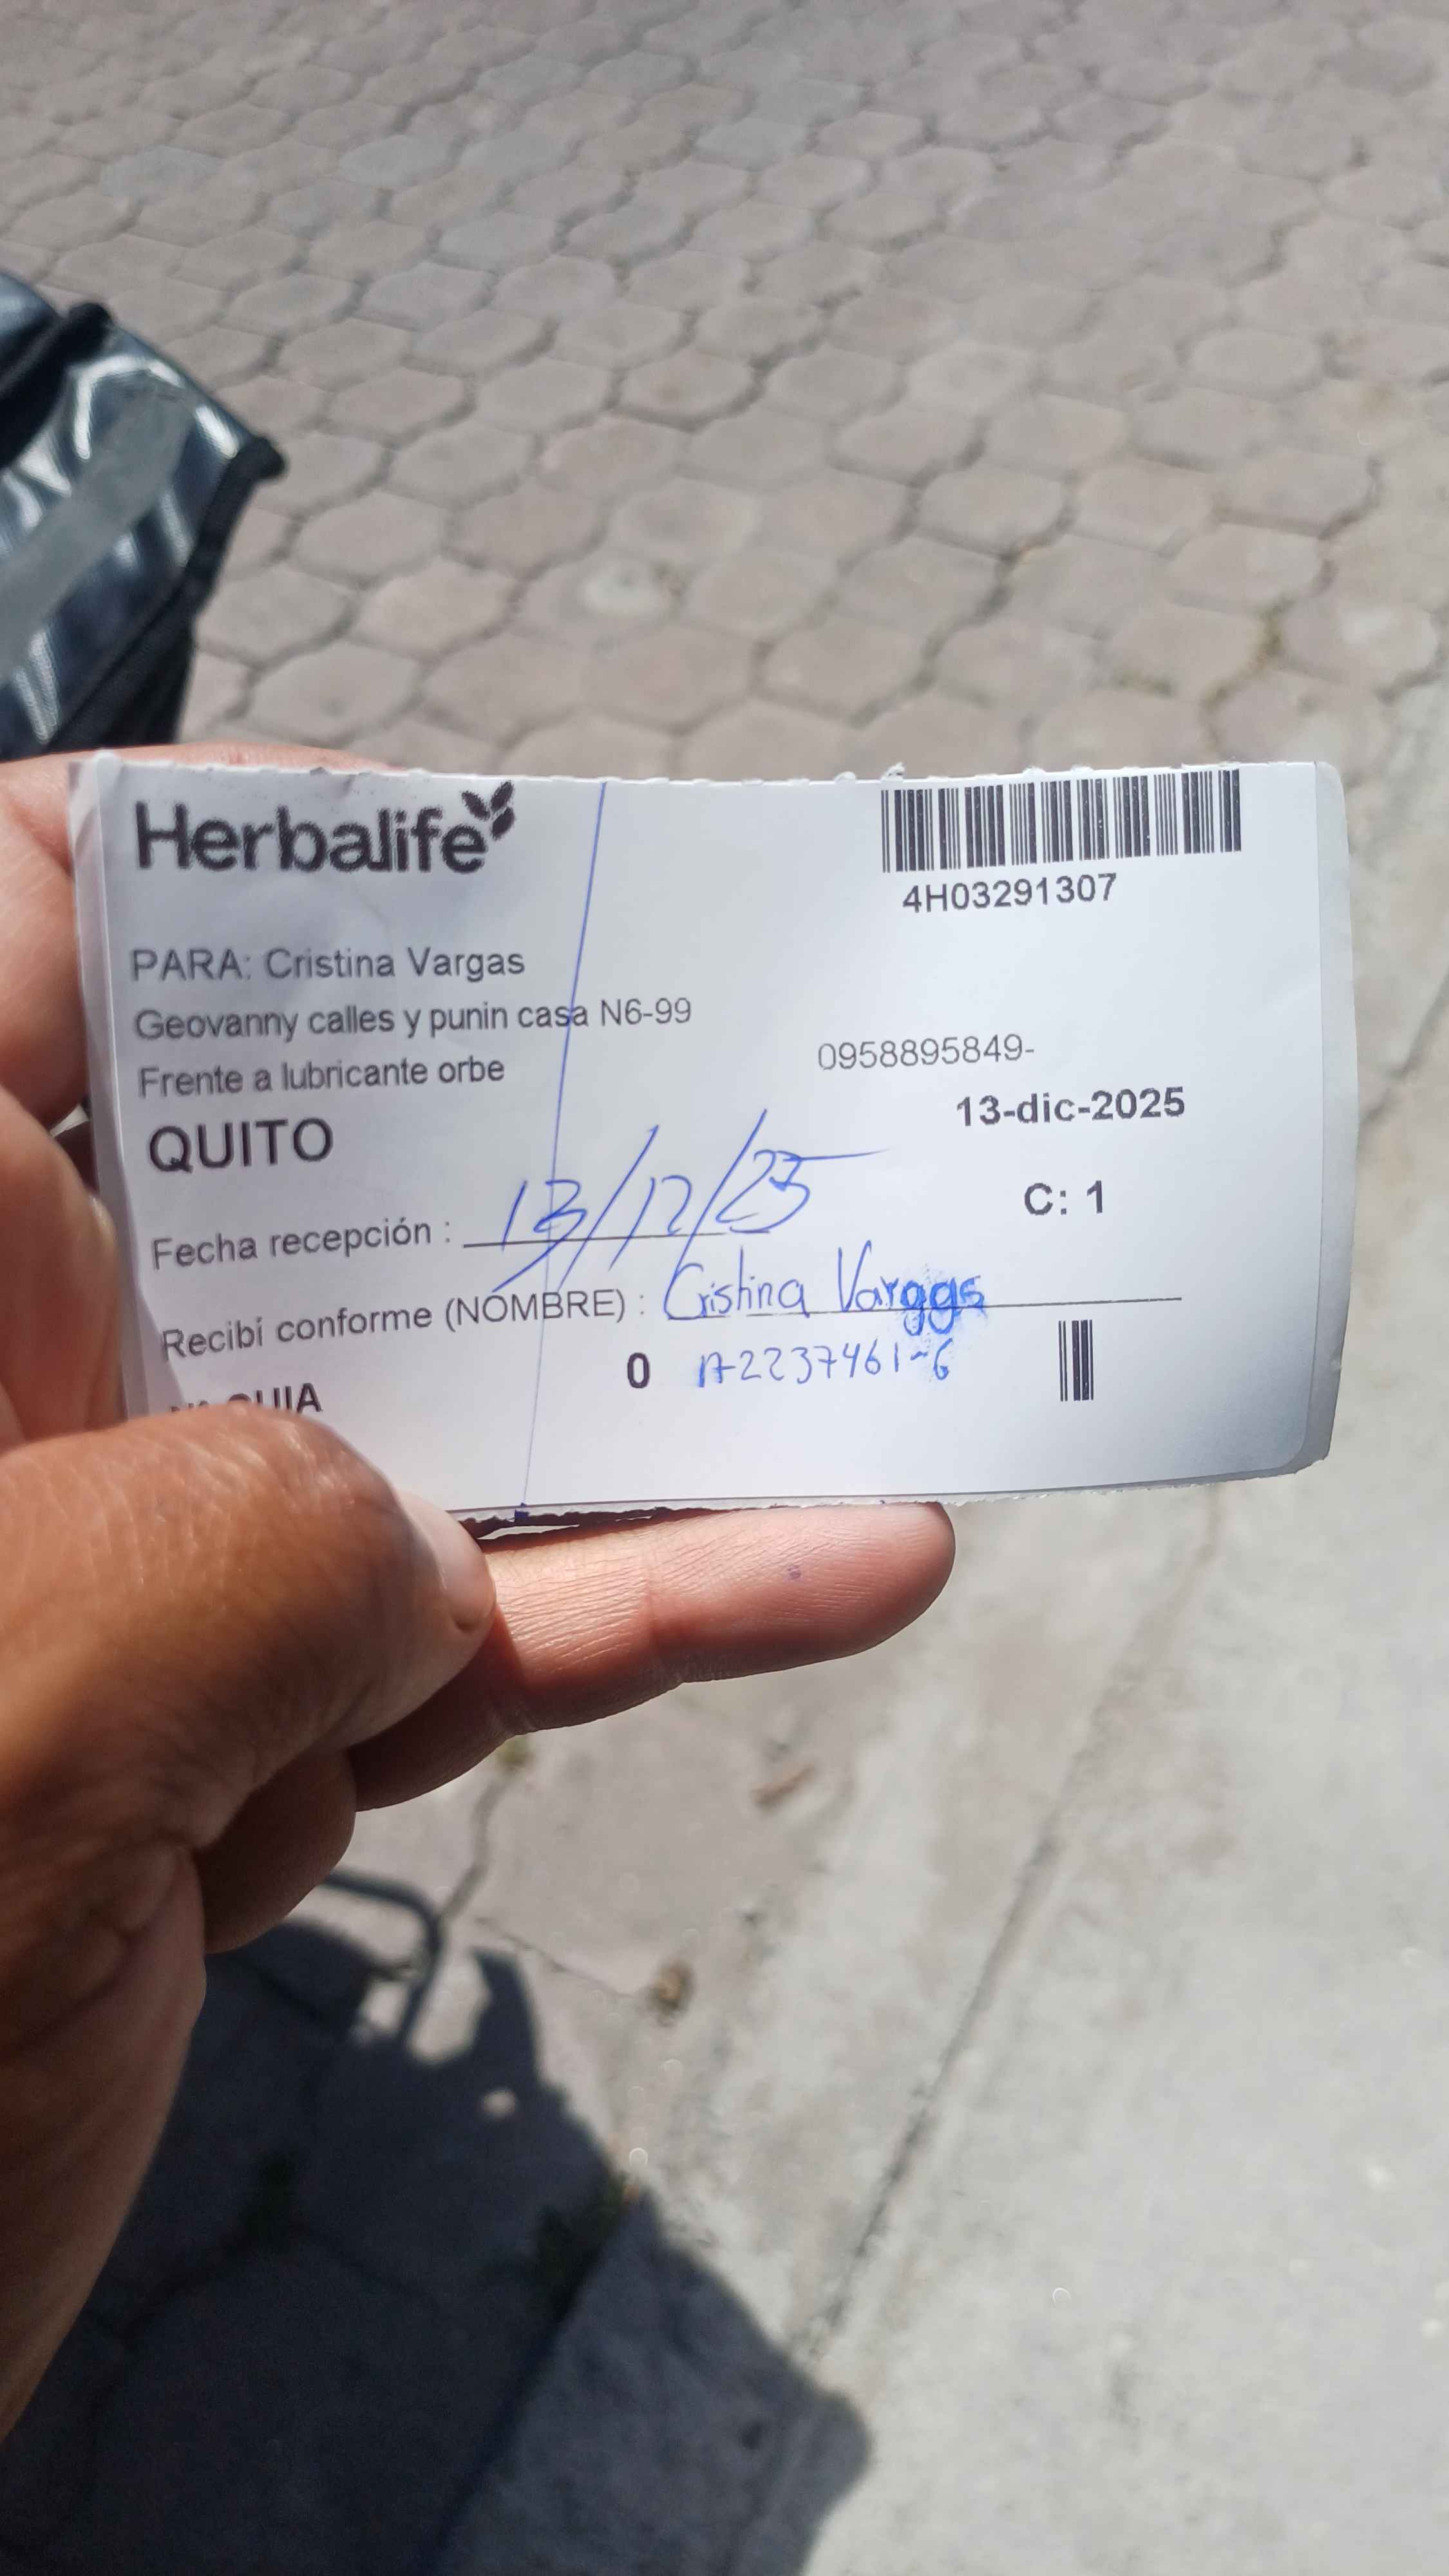 Herbalife
4H03291307
PARA: Cristina Vargas
Geovanny calles y punin casa N6-99
Frente a lubricante orbe
0958895849-
QUITO
13-dic-2025
C: 1
Fecha recepción : 13/12/25
Recibí conforme (NOMBRE) : Cristina Vargas
GUIA
0
2237461-6